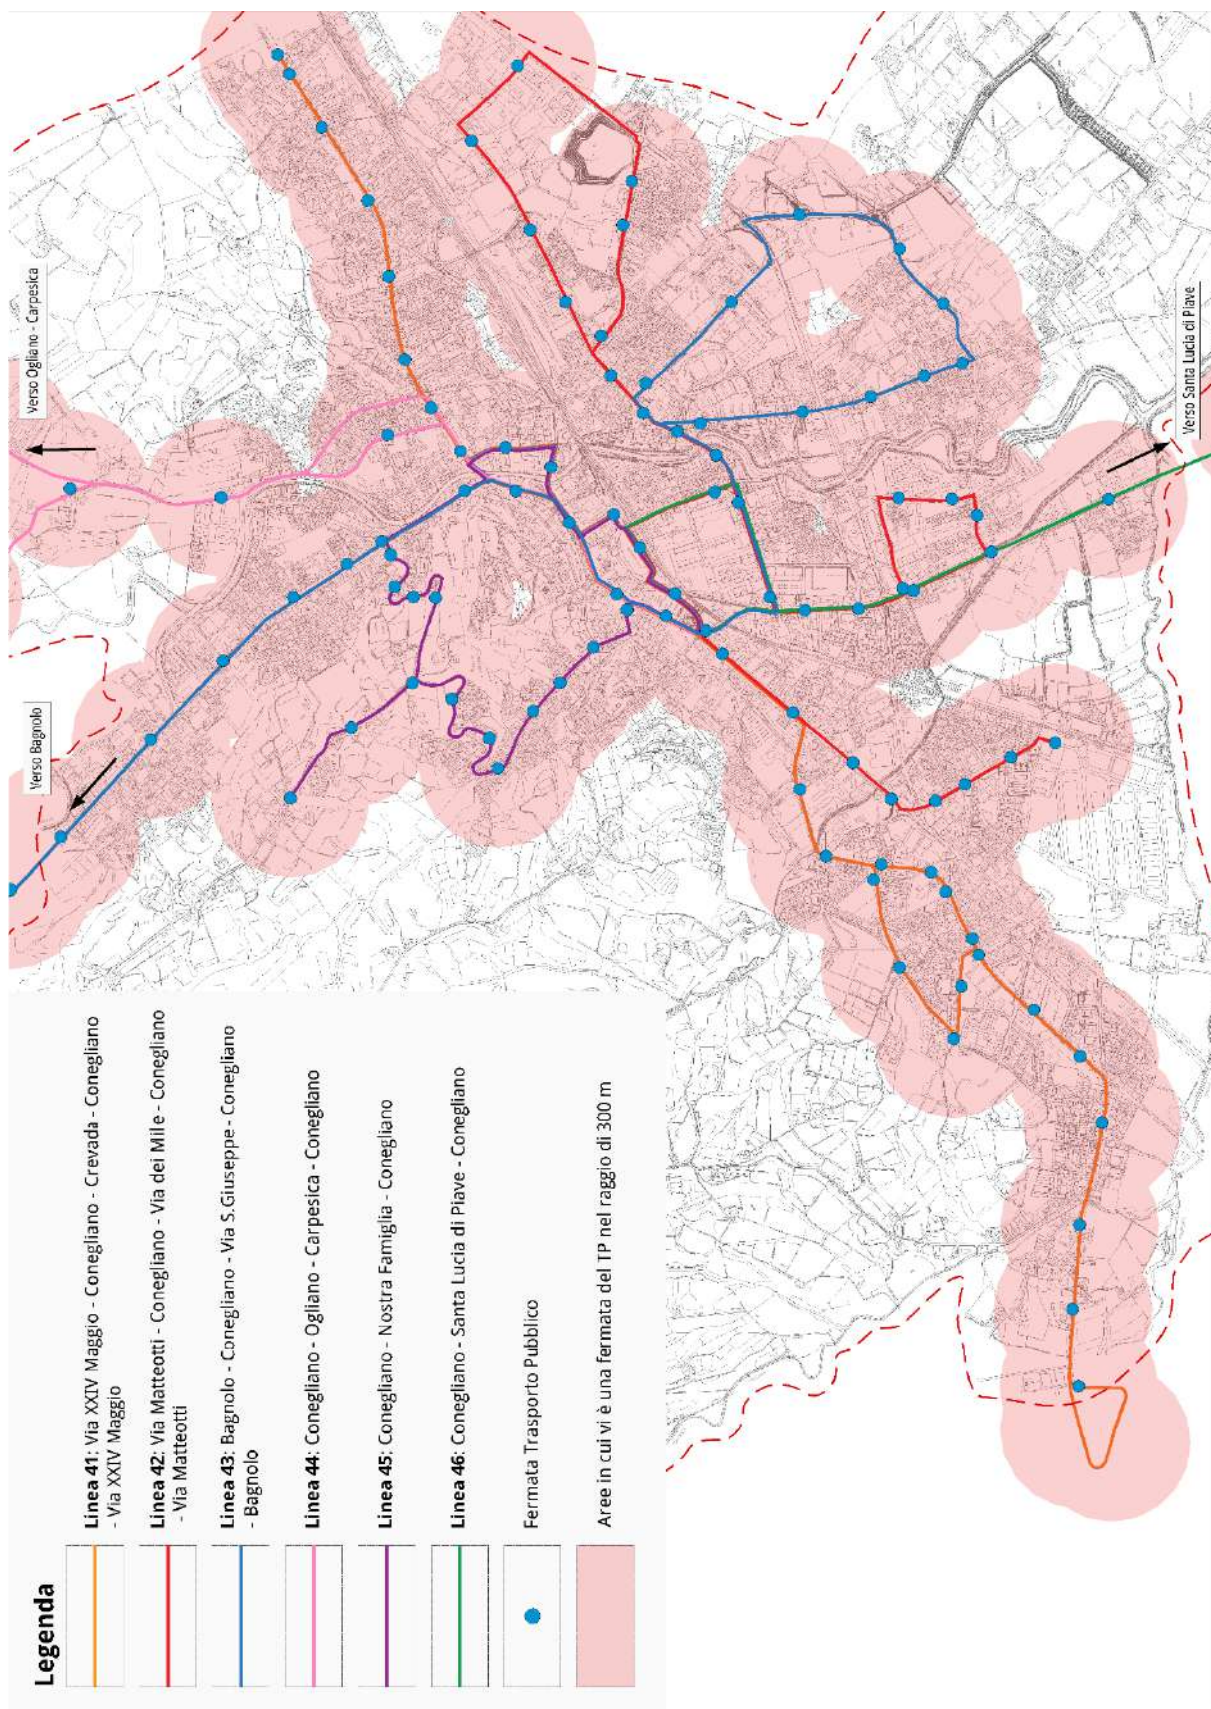 Verso Ogliano - Carpesica
Verso Bagnolo
Verso Santa Lucia di Piave
Legenda
Linea 41: Via XXIV Maggio - Conegliano - Crevada - Conegliano
- Via XXIV Maggio
Linea 42: Via Matteotti - Conegliano - Via dei Mile - Conegliano
- Via Matteotti
Linea 43: Bagnolo - Conegliano - Via S.Giuseppe - Conegliano
- Bagnolo
Linea 44: Conegliano - Ogliano - Carpesica - Conegliano
Linea 45: Conegliano - Nostra Famiglia - Conegliano
Linea 46: Conegliano - Santa Lucia di Piave - Conegliano
Fermata Trasporto Pubblico
Aree in cui vi è una fermata del TP nel raggio di 300 m